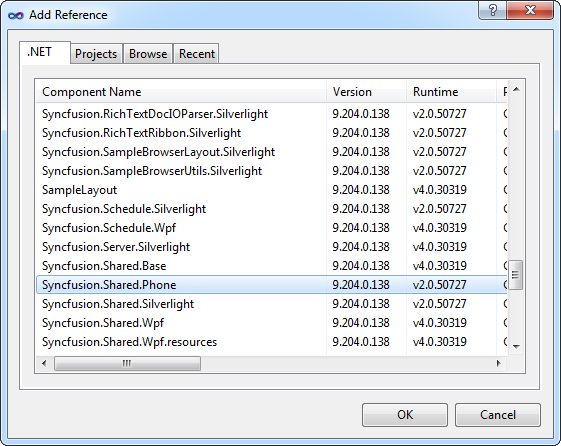 Add Reference
.NET Projects Browse Recent
Component Name Version Runtime
Syncfusion.RichTextDocIOParser.Silverlight 9.204.0.138 v2.0.50727
Syncfusion.RichTextRibbon.Silverlight 9.204.0.138 v2.0.50727
Syncfusion.SampleBrowserLayout.Silverlight 9.204.0.138 v2.0.50727
Syncfusion.SampleBrowserUtils.Silverlight 9.204.0.138 v2.0.50727
SampleLayout 9.204.0.138 v4.0.30319
Syncfusion.Schedule.Silverlight 9.204.0.138 v2.0.50727
Syncfusion.Schedule.Wpf 9.204.0.138 v4.0.30319
Syncfusion.Server.Silverlight 9.204.0.138 v4.0.30319
Syncfusion.Shared.Base 9.204.0.138 v4.0.30319
Syncfusion.Shared.Phone 9.204.0.138 v2.0.50727
Syncfusion.Shared.Silverlight 9.204.0.138 v2.0.50727
Syncfusion.Shared.Wpf 9.204.0.138 v4.0.30319
Syncfusion.Shared.Wpf.resources 9.204.0.138 v4.0.30319
OK Cancel